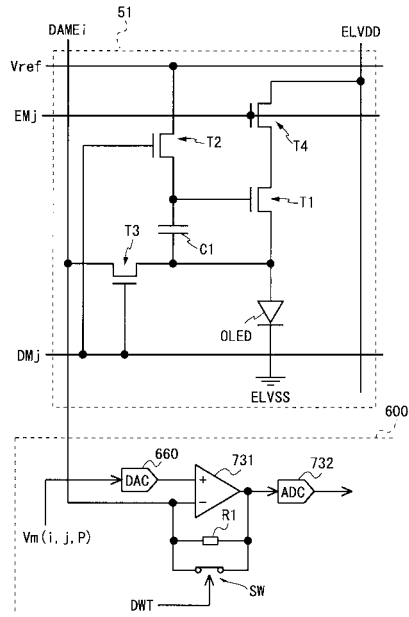 DAMEi
51
ELVDD
Vref
EMj
T2
T4
T1
T3
C1
OLED
DMj
ELVSS
600
660
731
732
DAC
+
−
ADC
Vm(i,j,P)
R1
SW
DWT